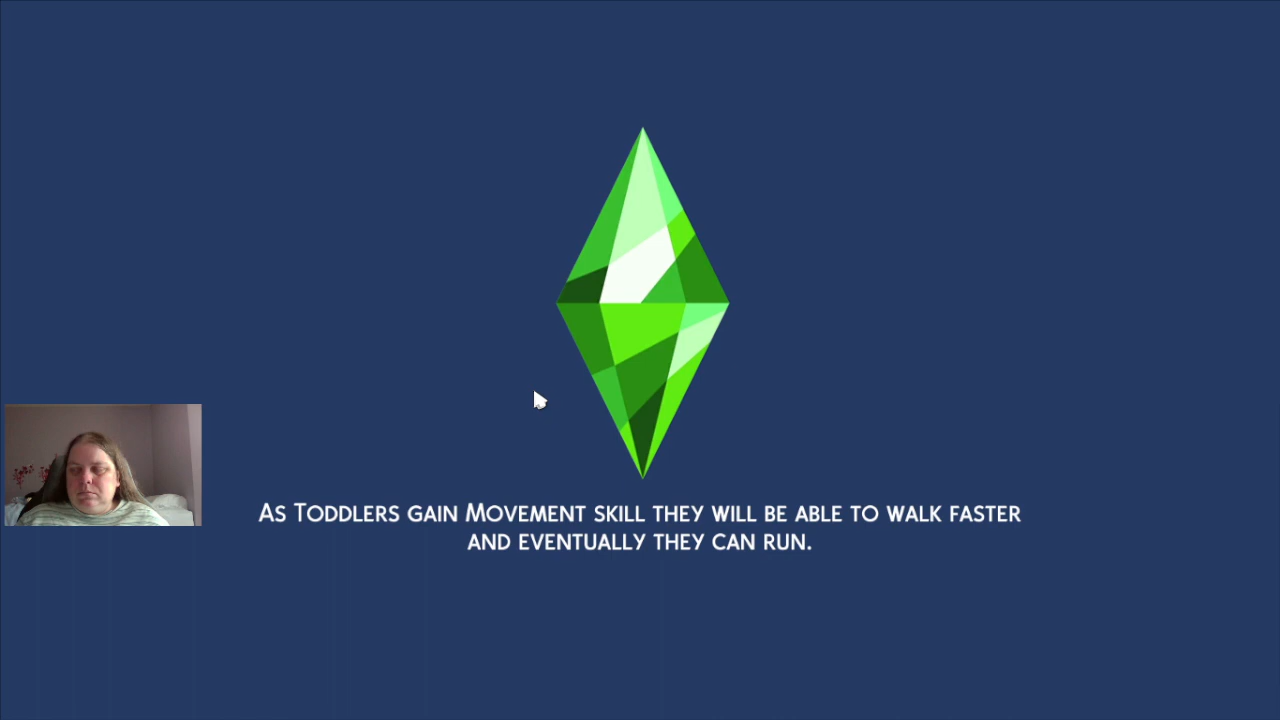 As Toddlers gain Movement skill they will be able to walk faster
and eventually they can run.